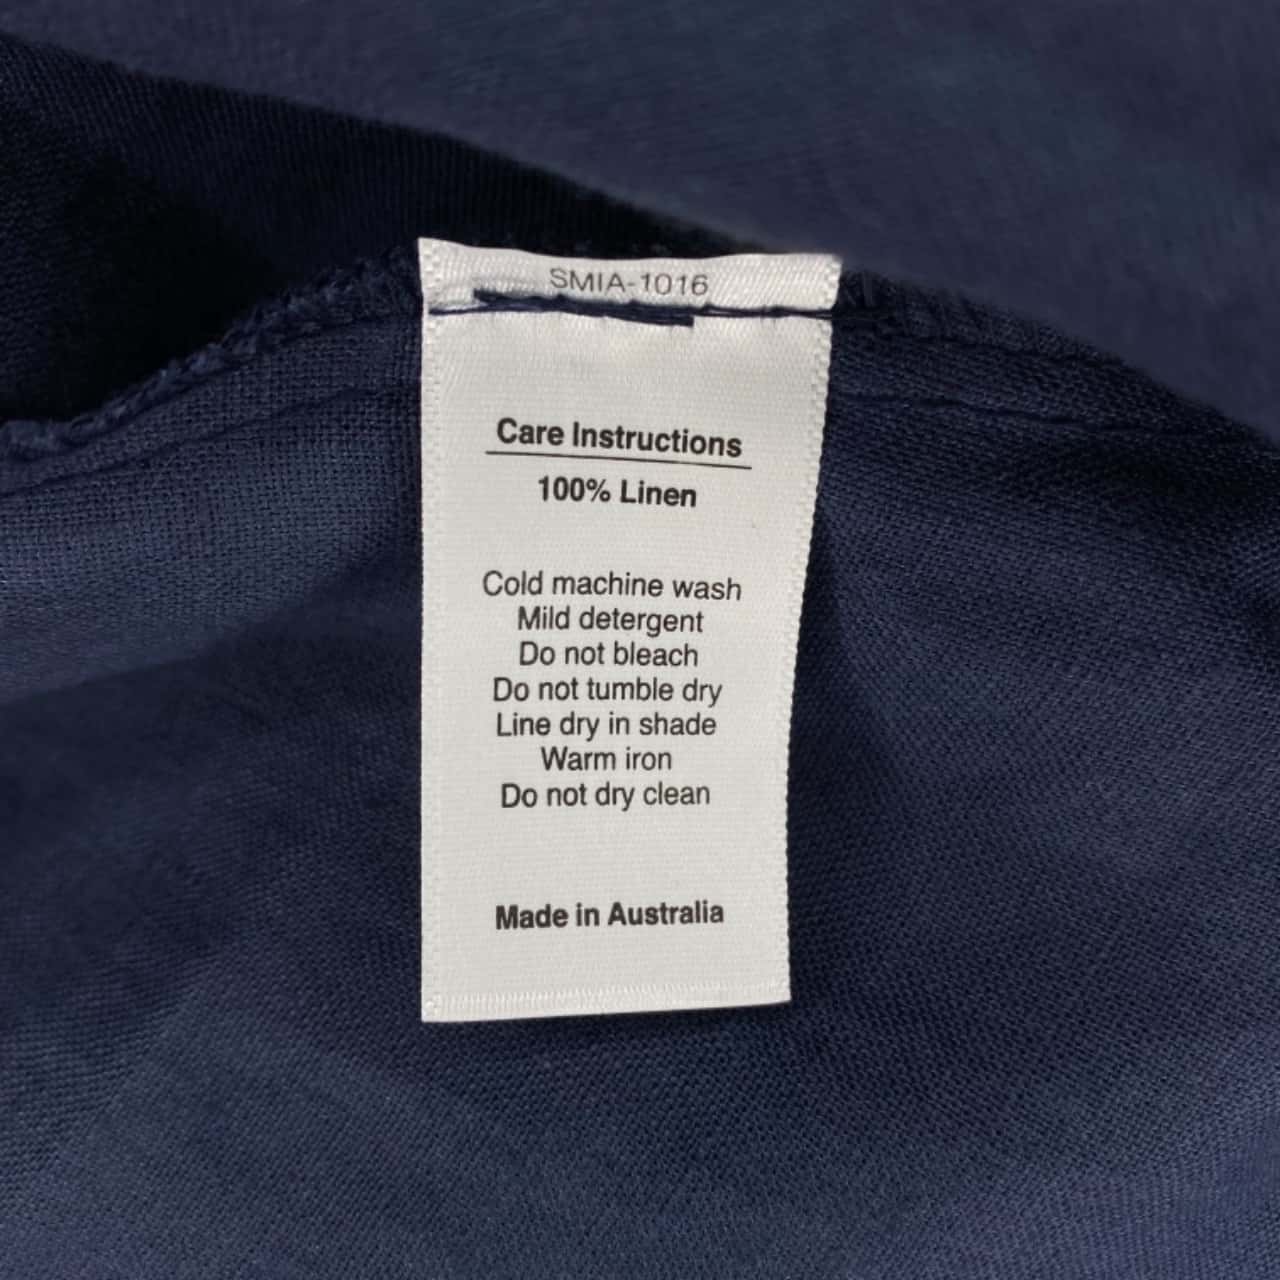 SMIA-1016
Care Instructions
100% Linen
Cold machine wash
Mild detergent
Do not bleach
Do not tumble dry
Line dry in shade
Warm iron
Do not dry clean
Made in Australia